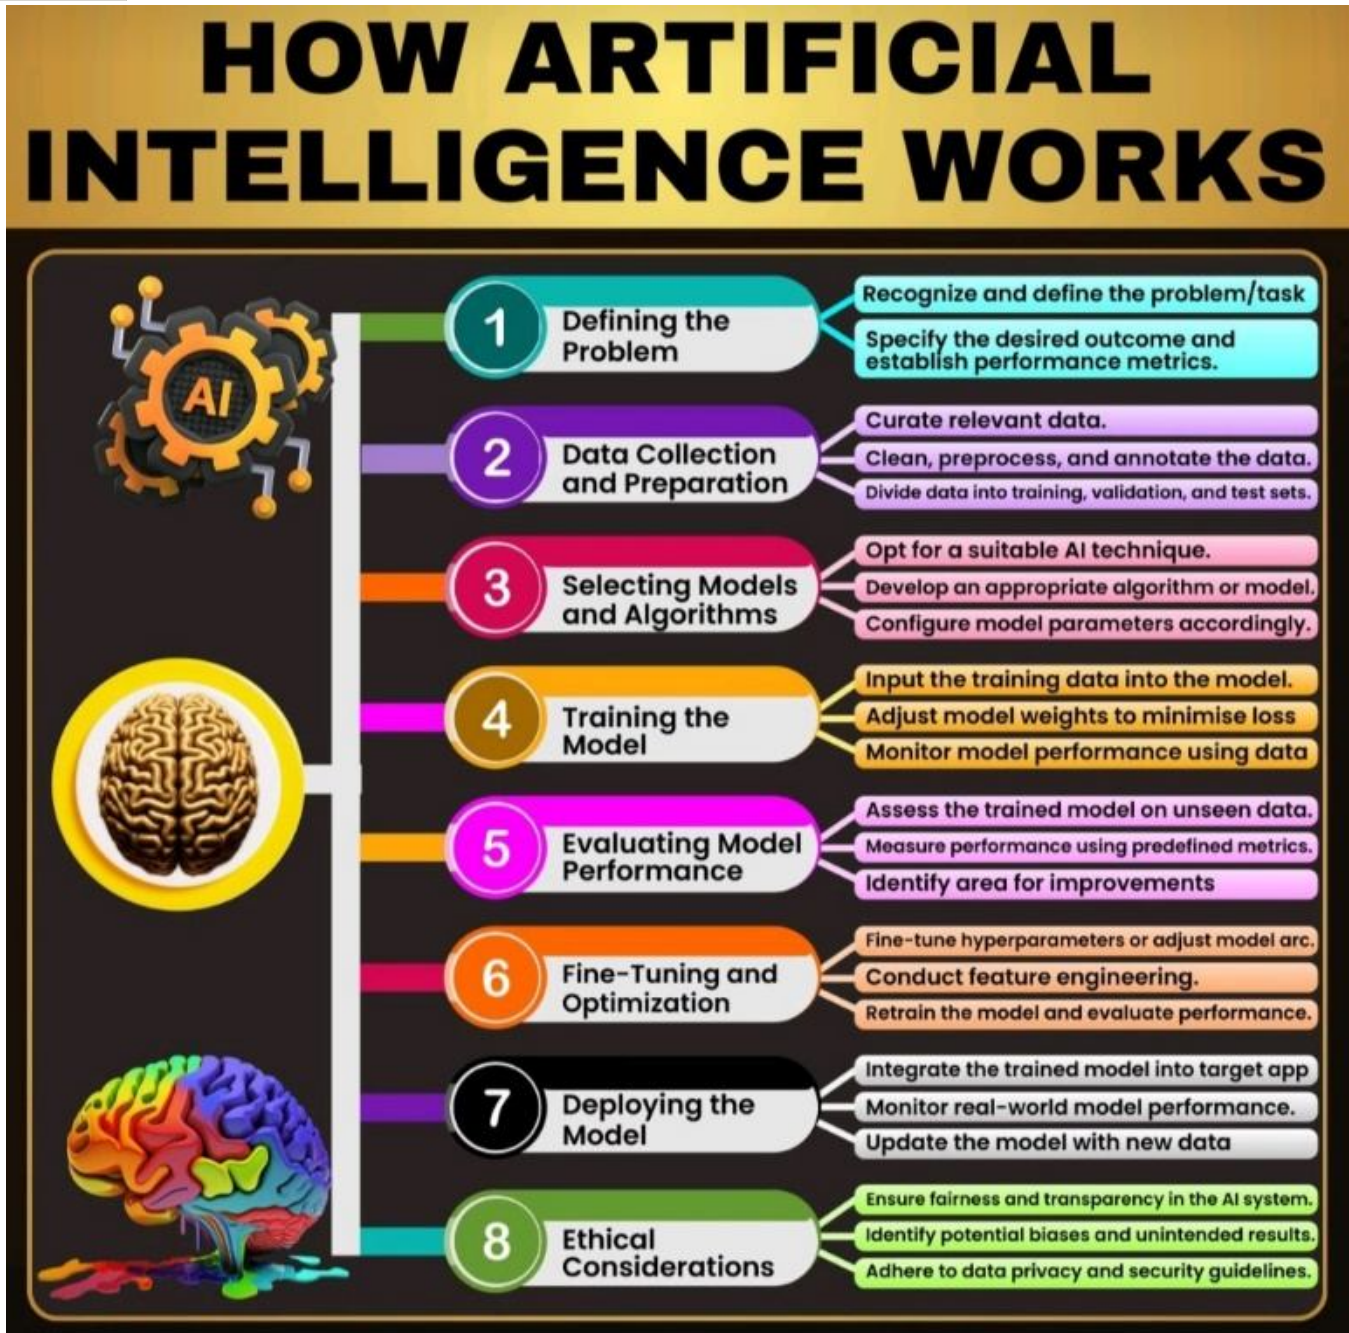 HOW ARTIFICIAL
INTELLIGENCE WORKS
AI
1
Defining the
Problem
Recognize and define the problem/task
Specify the desired outcome and
establish performance metrics.
2
Data Collection
and Preparation
Curate relevant data.
Clean, preprocess, and annotate the data.
Divide data into training, validation, and test sets.
3
Selecting Models
and Algorithms
Opt for a suitable AI technique.
Develop an appropriate algorithm or model.
Configure model parameters accordingly.
4
Training the
Model
Input the training data into the model.
Adjust model weights to minimise loss
Monitor model performance using data
5
Evaluating Model
Performance
Assess the trained model on unseen data.
Measure performance using predefined metrics.
Identify area for improvements
6
Fine-Tuning and
Optimization
Fine-tune hyperparameters or adjust model arc.
Conduct feature engineering.
Retrain the model and evaluate performance.
7
Deploying the
Model
Integrate the trained model into target app
Monitor real-world model performance.
Update the model with new data
8
Ethical
Considerations
Ensure fairness and transparency in the AI system.
Identify potential biases and unintended results.
Adhere to data privacy and security guidelines.